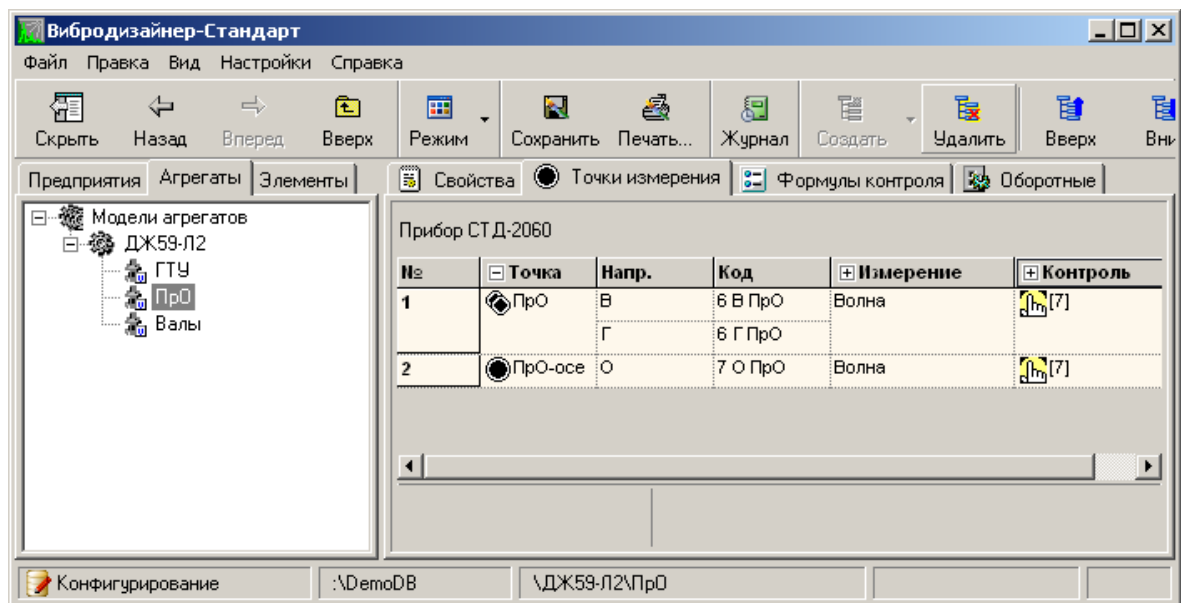 Вибродизайнер-Стандарт
Файл Правка Вид Настройки Справка
Скрыть Назад Вперед Вверх Режим Сохранить Печать... Журнал Создать Удалить Вверх Вни
Предприятия Агрегаты Элементы
Свойства Точки измерения Формулы контроля Оборотные
Модели агрегатов
ДЖ59-Л2
ГТУ
ПрО
Валы
Прибор СТД-2060
№ Точка Напр. Код Измерение Контроль
1 ПрО В 6 В ПрО Волна [7]
Г 6 Г ПрО
2 ПрО-осе О 7 О ПрО Волна [7]
Конфигурирование :\DemoDB \ДЖ59-Л2\ПрО